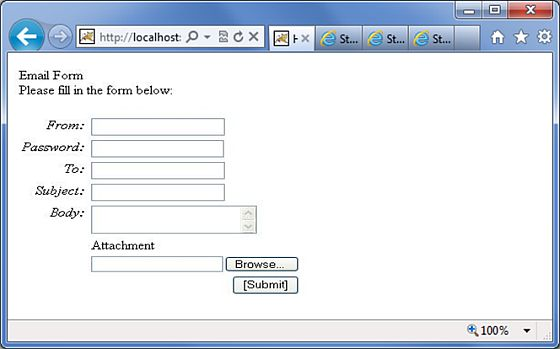 http://localhost:
H
St...
St...
St...
Email Form
Please fill in the form below:
From:
Password:
To:
Subject:
Body:
Attachment
Browse...
[Submit]
100%